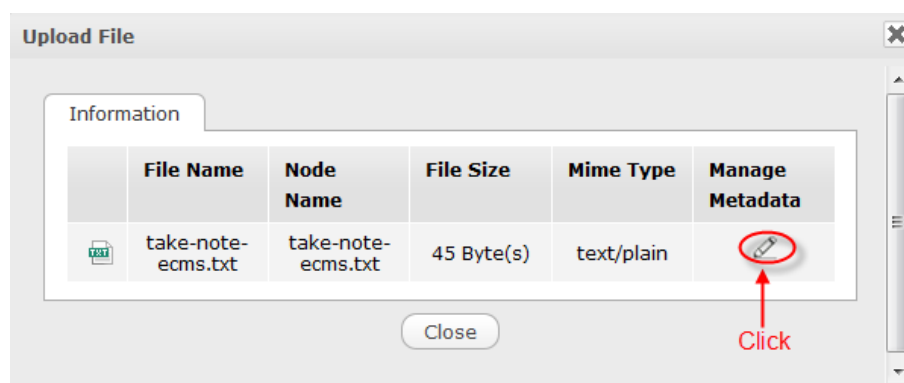 Upload File
Information
File Name Node Name File Size Mime Type Manage Metadata
TXT take-note-ecms.txt take-note-ecms.txt 45 Byte(s) text/plain
Close
Click